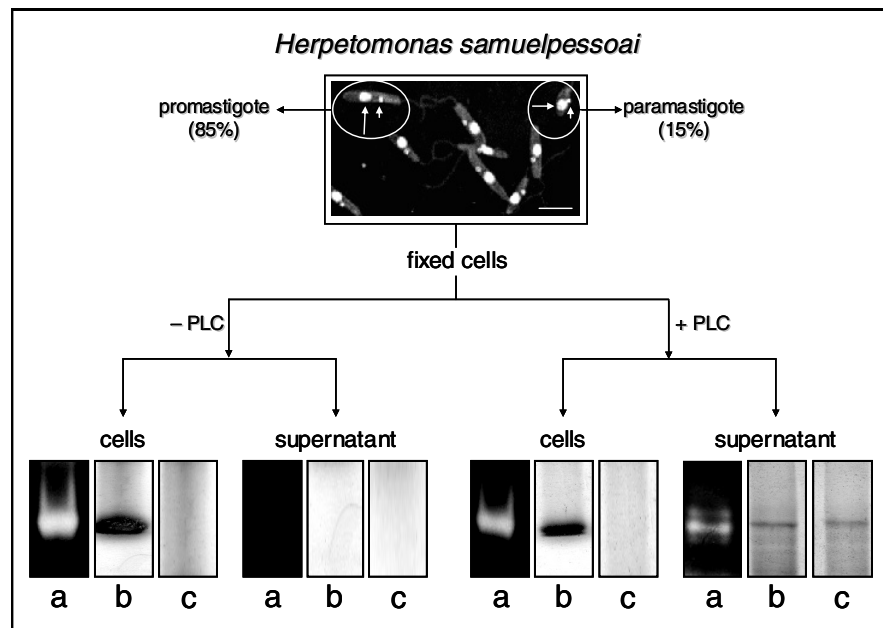 Herpetomonas samuelpessoai
promastigote
(85%)
paramastigote
(15%)
fixed cells
– PLC
+ PLC
cells
supernatant
cells
supernatant
a b c a b c a b c a b c